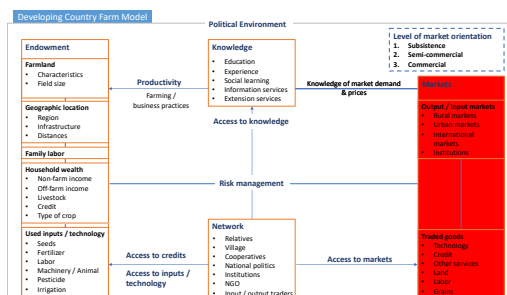 Developing Country Farm Model
Political Environment
Level of market orientation
1. Subsistence
2. Semi-commercial
3. Commercial
Endowment
Farmland
• Characteristics
• Field size
Geographic location
• Region
• Infrastructure
• Distances
Family labor
Household wealth
• Non-farm income
• Off-farm income
• Livestock
• Credit
• Type of crop
Used inputs / technology
• Seeds
• Fertilizer
• Labor
• Machinery / Animal
• Pesticide
• Irrigation
Productivity
Farming /
business practices
Knowledge
• Education
• Experience
• Social learning
• Information services
• Extension services
Access to knowledge
Risk management
Network
• Relatives
• Village
• Cooperatives
• National politics
• Institutions
• NGO
• Input / output traders
Access to credits
Access to inputs /
technology
Knowledge of market demand
& prices
Access to markets
Markets
Output / Input markets
• Rural markets
• Urban markets
• International
markets
• Institutions
Traded goods
• Technology
• Credit
• Other services
• Land
• Labor
• Grains